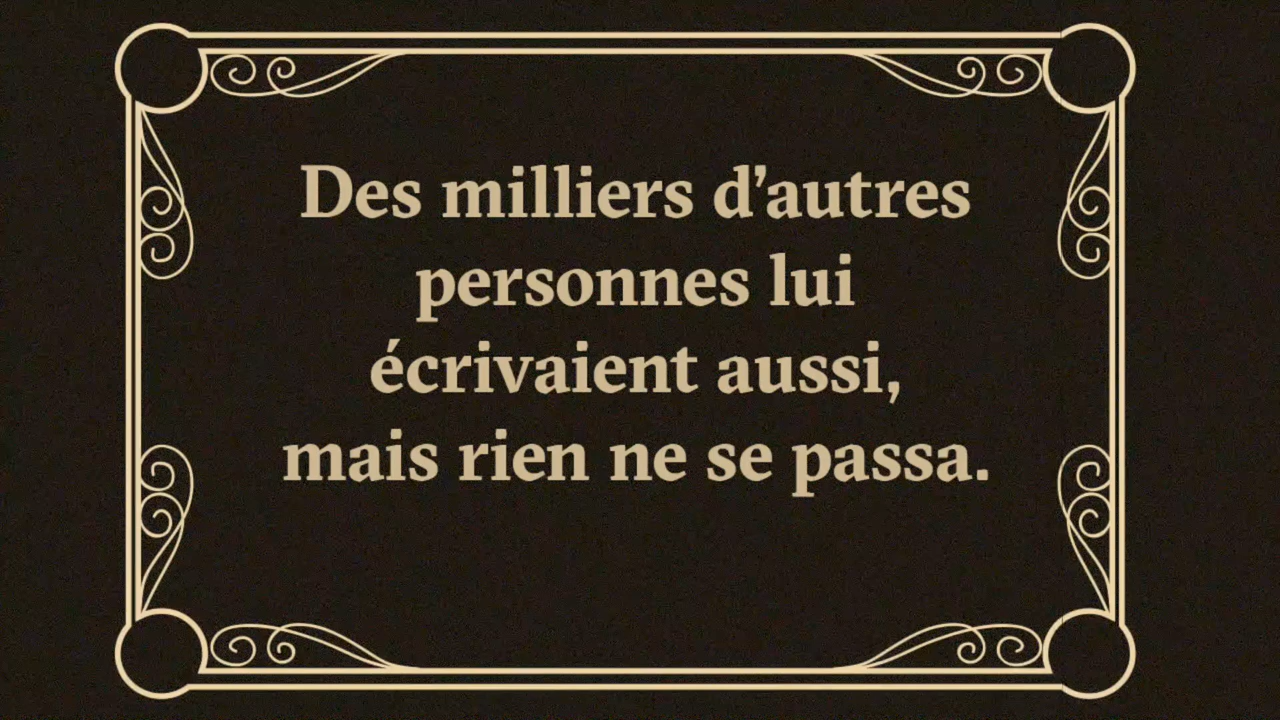 Des milliers d’autres
personnes lui
écrivaient aussi,
mais rien ne se passa.